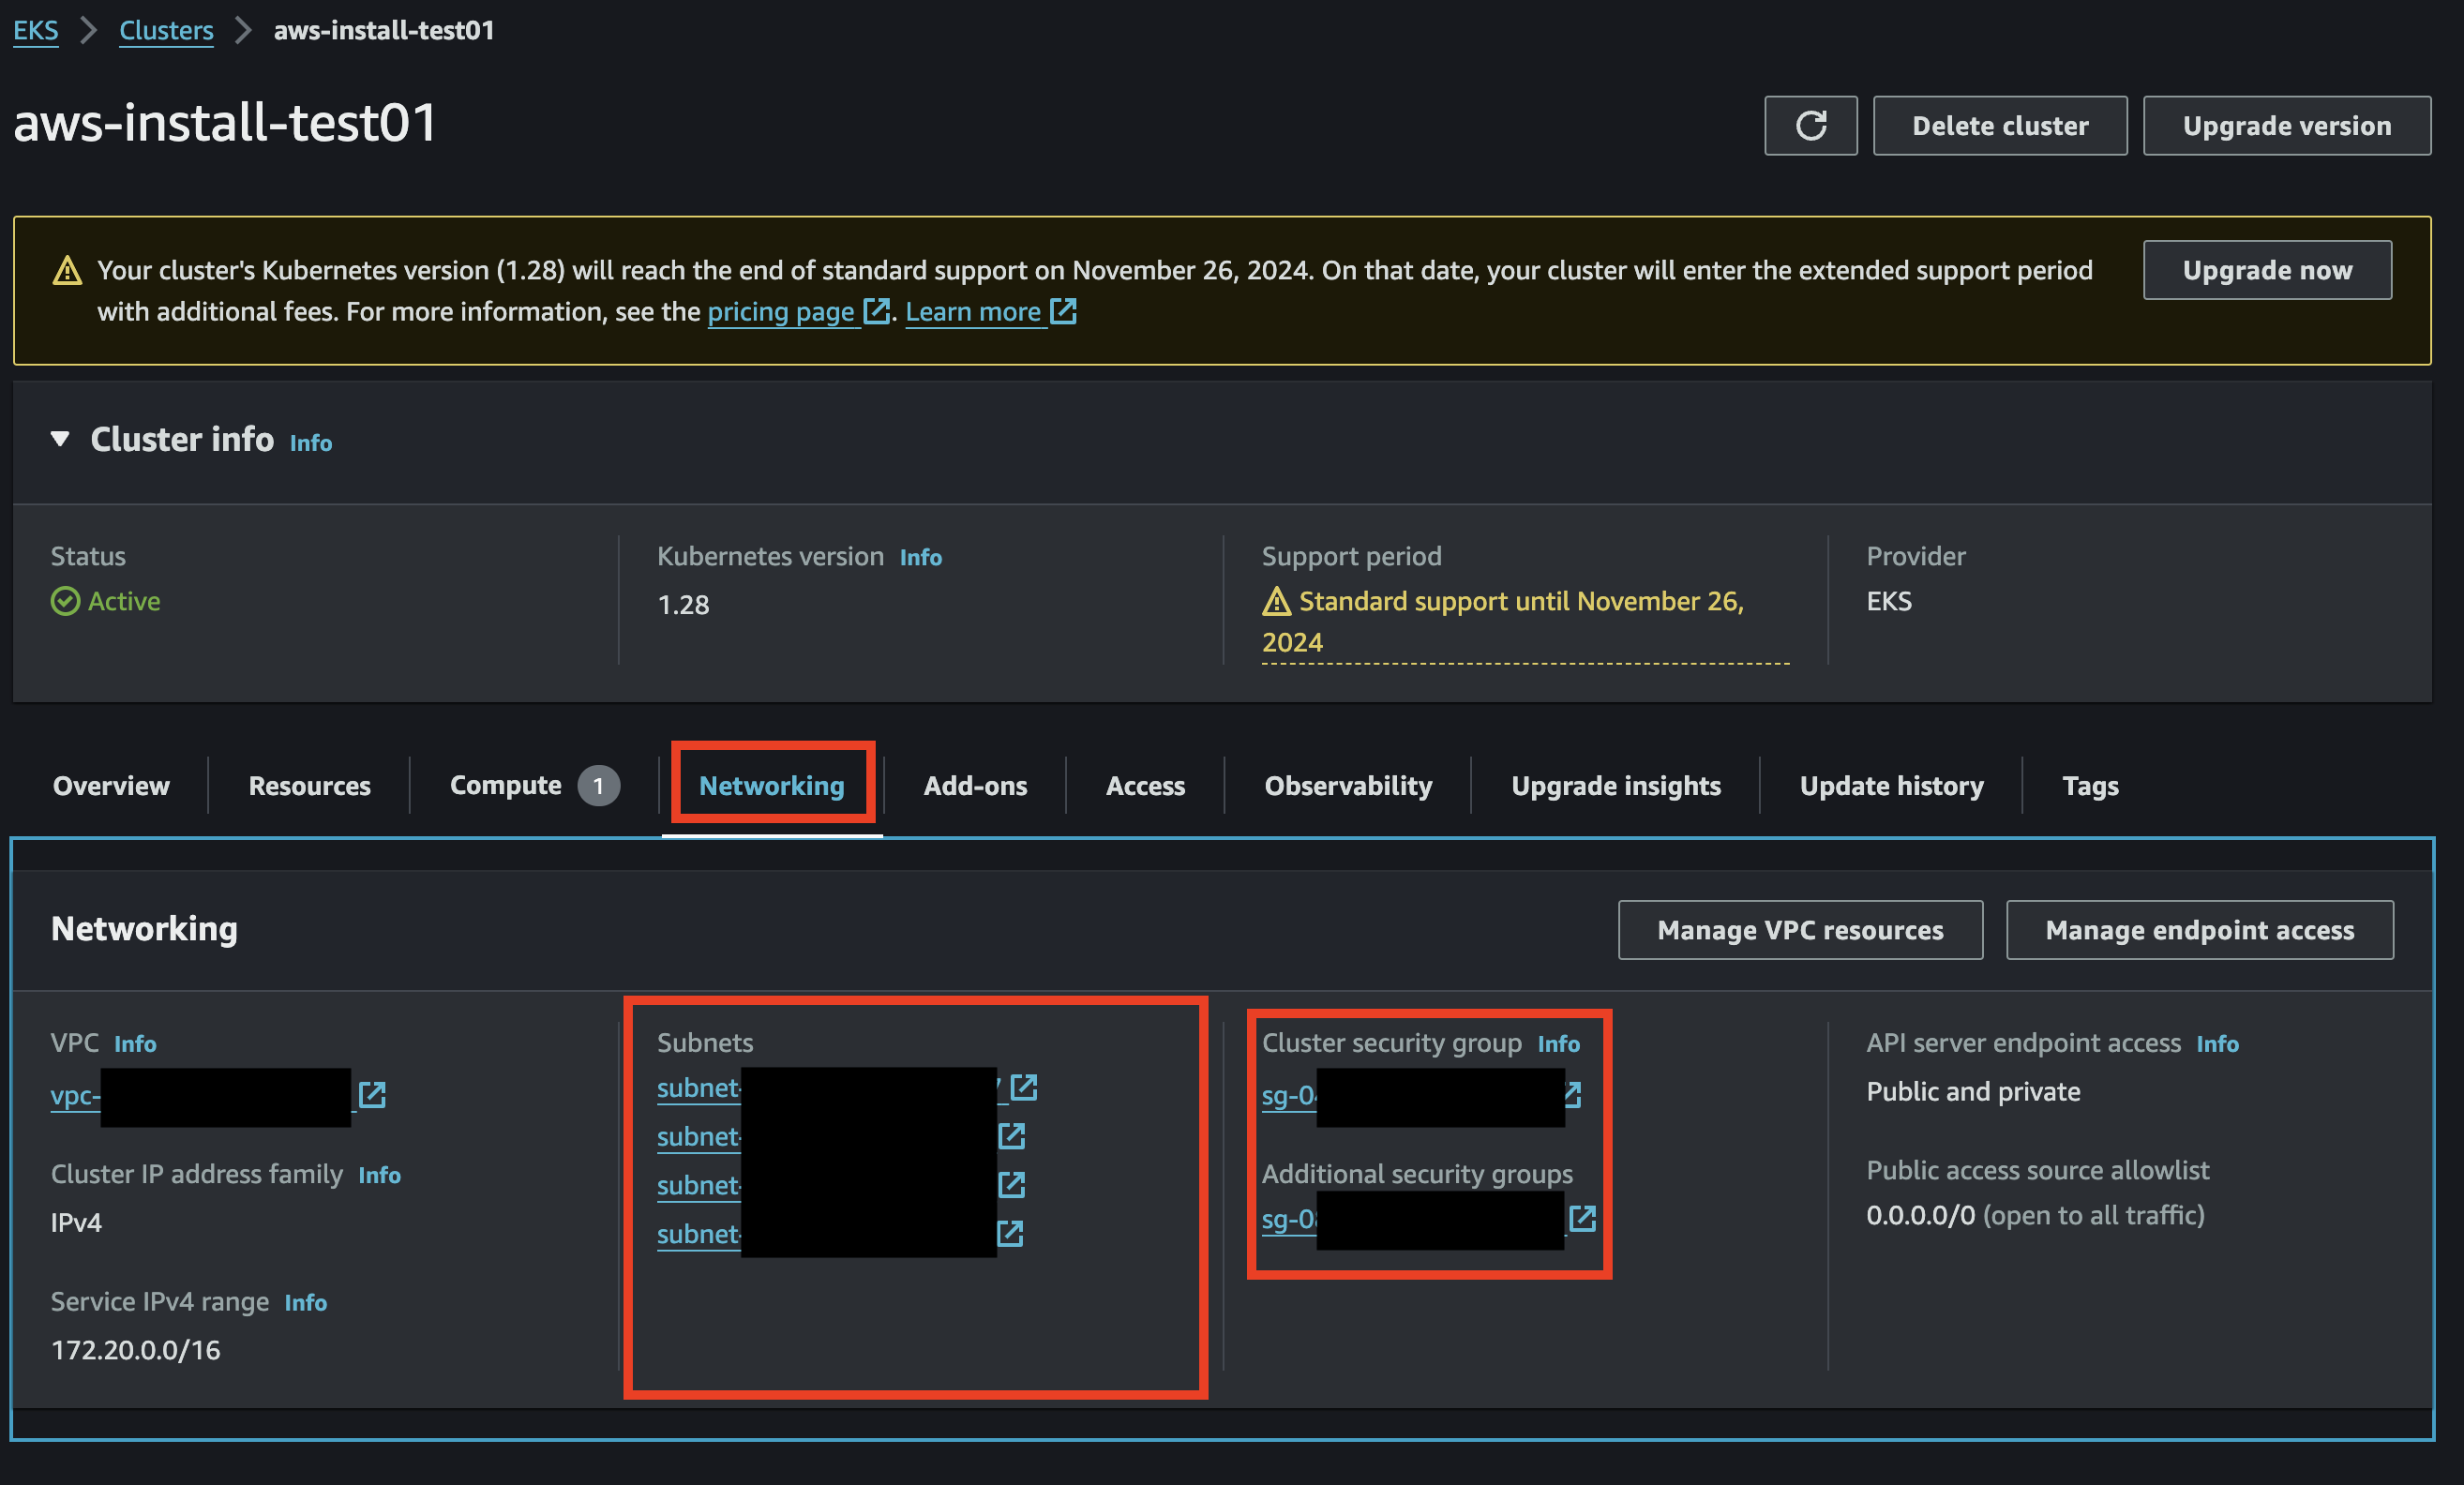 EKS > Clusters > aws-install-test01
aws-install-test01
Delete cluster
Upgrade version
Your cluster's Kubernetes version (1.28) will reach the end of standard support on November 26, 2024. On that date, your cluster will enter the extended support period
with additional fees. For more information, see the pricing page . Learn more
Upgrade now
Cluster info Info
Status
Active
Kubernetes version Info
1.28
Support period
Standard support until November 26,
2024
Provider
EKS
Overview
Resources
Compute 1
Networking
Add-ons
Access
Observability
Upgrade insights
Update history
Tags
Networking
Manage VPC resources
Manage endpoint access
VPC Info
vpc-
Cluster IP address family Info
IPv4
Service IPv4 range Info
172.20.0.0/16
Subnets
subnet-
subnet-
subnet-
subnet-
Cluster security group Info
sg-0
Additional security groups
sg-0
API server endpoint access Info
Public and private
Public access source allowlist
0.0.0.0/0 (open to all traffic)